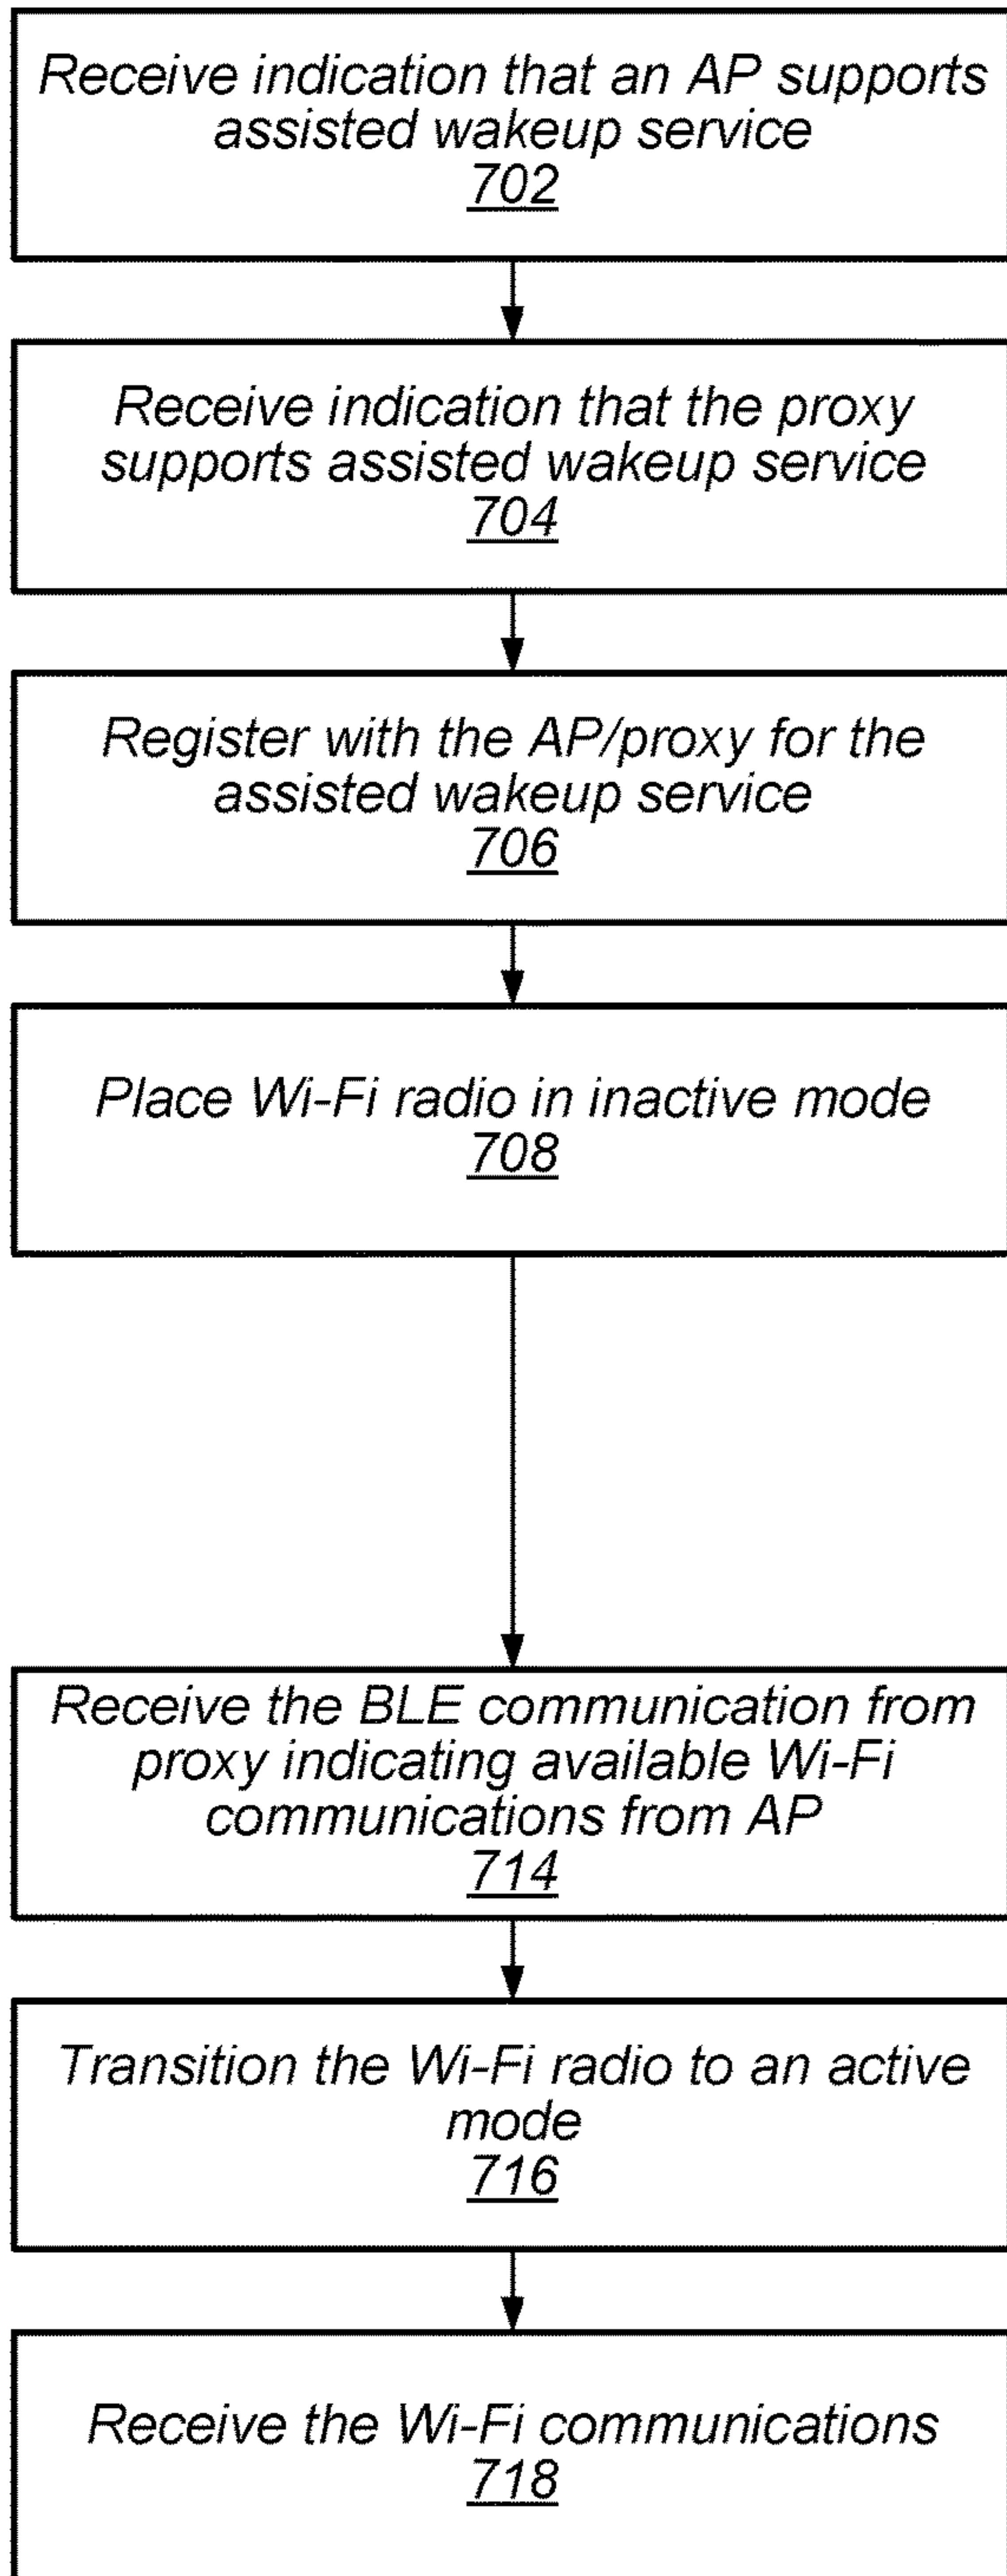 Receive indication that an AP supports
assisted wakeup service
702
Receive indication that the proxy
supports assisted wakeup service
704
Register with the AP/proxy for the
assisted wakeup service
706
Place Wi-Fi radio in inactive mode
708
Receive the BLE communication from
proxy indicating available Wi-Fi
communications from AP
714
Transition the Wi-Fi radio to an active
mode
716
Receive the Wi-Fi communications
718